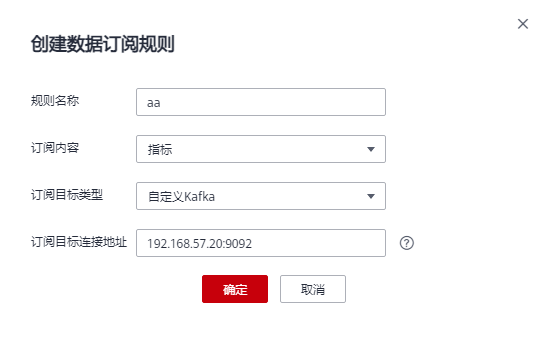 创建数据订阅规则
规则名称 aa
订阅内容 指标
订阅目标类型 自定义Kafka
订阅目标连接地址 192.168.57.20:9092
确定 取消